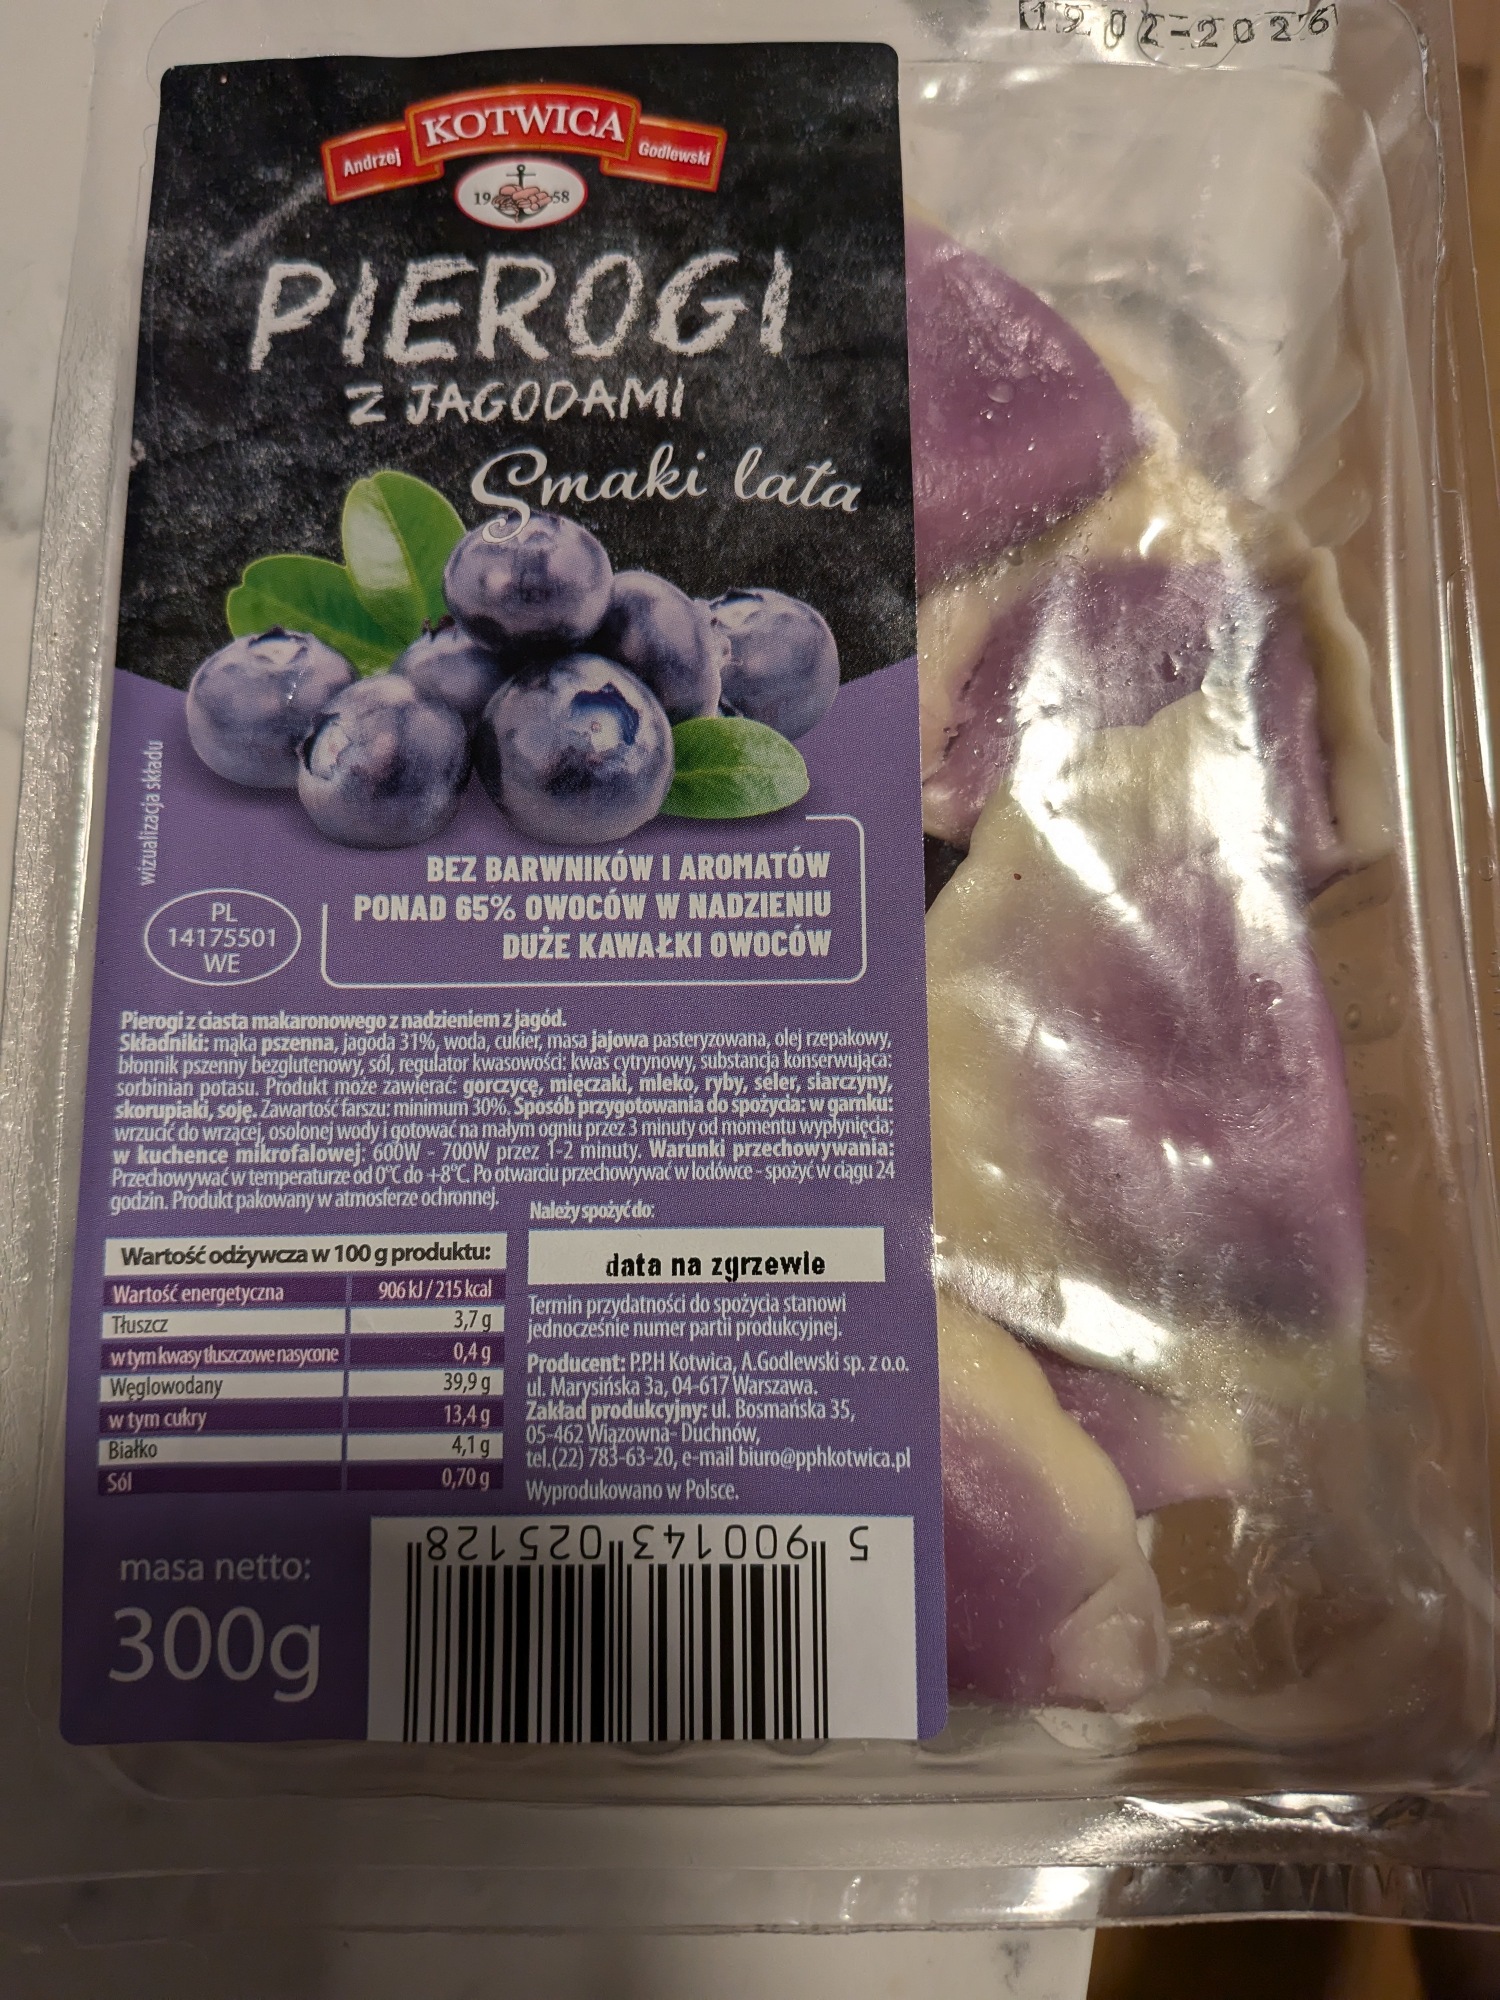 19 02-2026
KOTWICA
Andrzej
Godlewski
19 58
PIEROGI
Z JAGODAMI
Smaki lata
wizualizacja składu
BEZ BARWNIKÓW I AROMATÓW
PONAD 65% OWOCÓW W NADZIENIU
DUŻE KAWAŁKI OWOCÓW
PL
14175501
WE
Pierogi z ciasta makaronowego z nadzieniem z jagód.
Składniki: mąka pszenna, jagoda 31%, woda, cukier, masa jajowa pasteryzowana, olej rzepakowy,
błonnik pszenny bezglutenowy, sól, regulator kwasowości: kwas cytrynowy, substancja konserwująca:
sorbinian potasu. Produkt może zawierać: gorczycę, mięczaki, mleko, ryby, seler, siarczyny,
skorupiaki, soję. Zawartość farszu: minimum 30%. Sposób przygotowania do spożycia: w garnku:
wrzucić do wrzącej, osolonej wody i gotować na małym ogniu przez 3 minuty od momentu wypłynięcia;
w kuchence mikrofalowej: 600W - 700W przez 1-2 minuty. Warunki przechowywania:
Przechowywać w temperaturze od 0°C do +8°C. Po otwarciu przechowywać w lodówce - spożyć w ciągu 24
godzin. Produkt pakowany w atmosferze ochronnej.
Należy spożyć do:
data na zgrzewie
Termin przydatności do spożycia stanowi
jednocześnie numer partii produkcyjnej.
Producent: P.P.H Kotwica, A.Godlewski sp. z o.o.
ul. Marysińska 3a, 04-617 Warszawa.
Zakład produkcyjny: ul. Bosmańska 35,
05-462 Wiązowna- Duchnów,
tel.(22) 783-63-20, e-mail biuro@pphkotwica.pl
Wyprodukowano w Polsce.
Wartość odżywcza w 100 g produktu:
Wartość energetyczna 906 kJ / 215 kcal
Tłuszcz 3,7 g
w tym kwasy tłuszczowe nasycone 0,4 g
Węglowodany 39,9 g
w tym cukry 13,4 g
Białko 4,1 g
Sól 0,70 g
masa netto:
300g
5 900143 025128